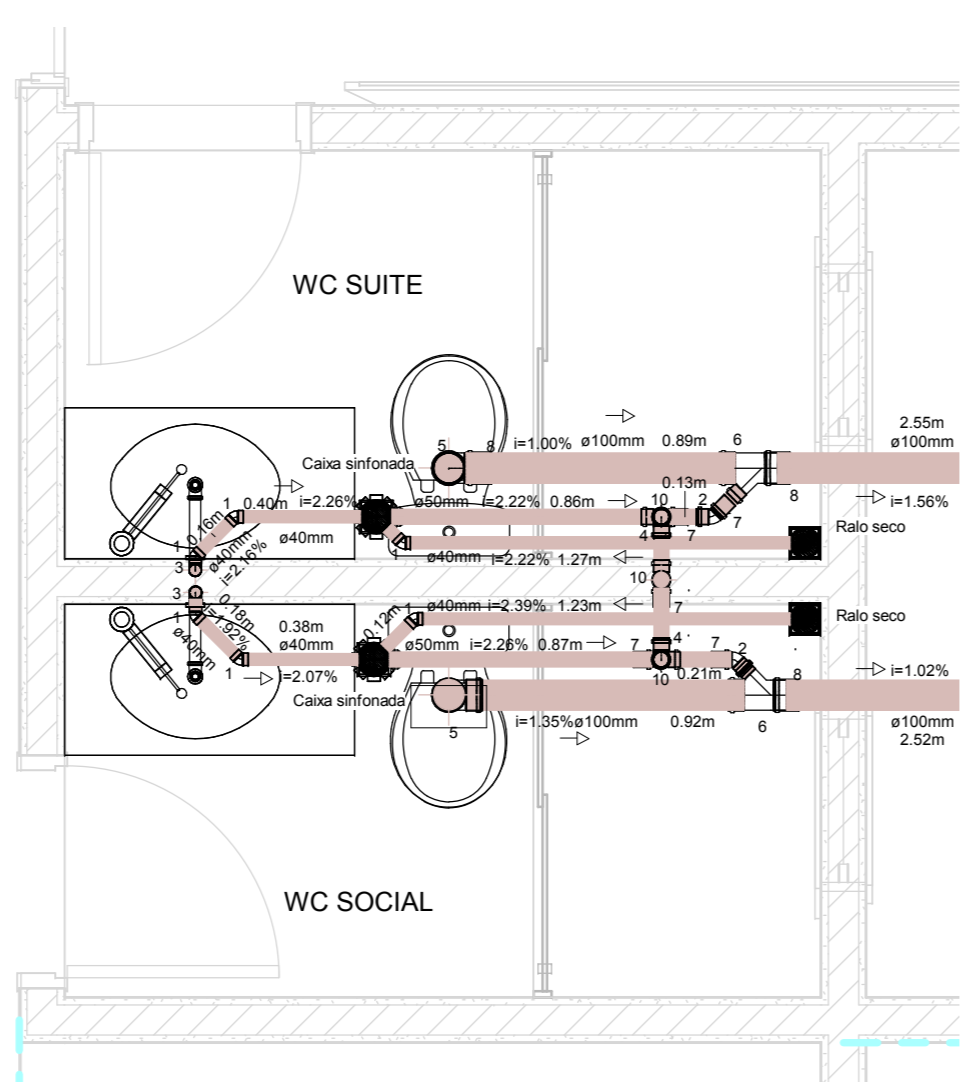 WC SUITE
2.55m
ø100mm
i=1.56%
5
8
i=1.00%
ø100mm
0.89m
6
8
Caixa sinfonada
0.13m
1
0.40m
i=2.26%
ø40mm
ø50mm
i=2.22%
0.86m
10
2
7
4
7
Ralo seco
0.16m
1
ø40mm
i=2.16%
3
1
ø40mm
i=2.22%
1.27m
10
3
1
0.18m
i=1.92%
ø40mm
1
0.38m
ø40mm
i=2.07%
0.12m
1
ø40mm
i=2.39%
1.23m
7
Ralo seco
ø50mm
i=2.26%
0.87m
7
4
7
2
10
0.21m
8
i=1.02%
Caixa sinfonada
5
i=1.35%
ø100mm
0.92m
6
ø100mm
2.52m
WC SOCIAL